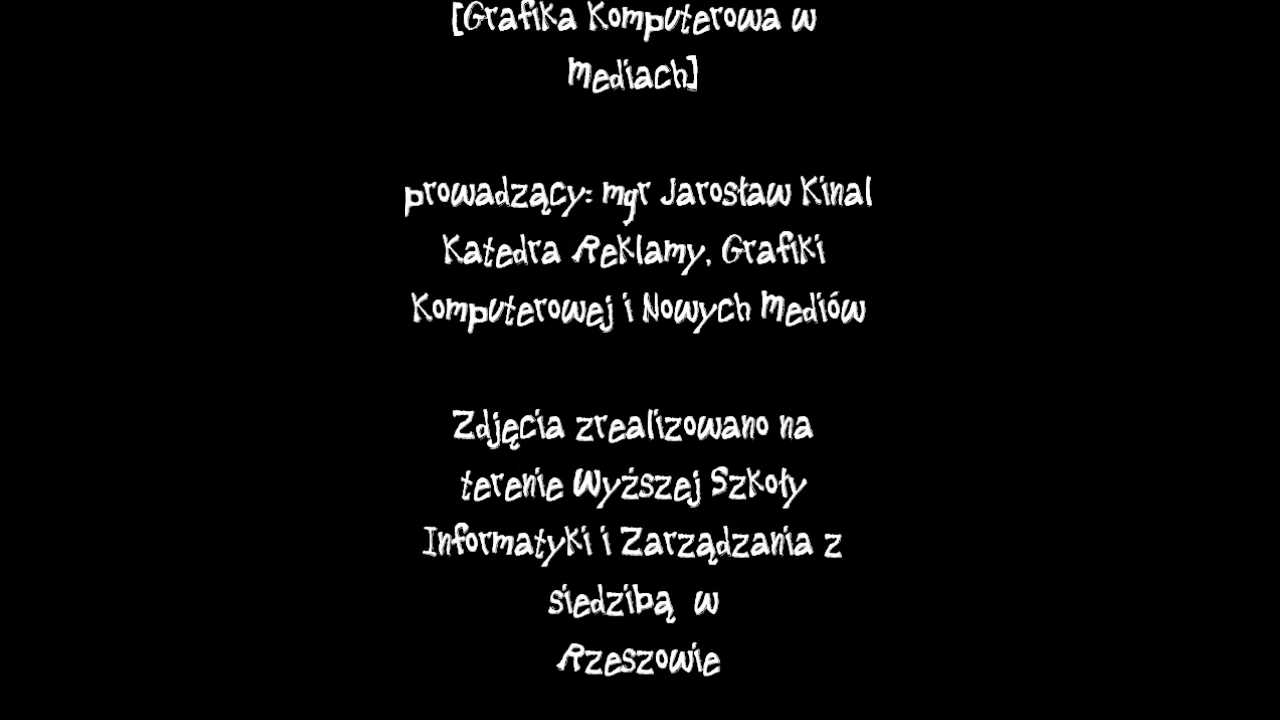 [Grafika Komputerowa w
Mediach]
prowadzący: mgr Jarosław Kinal
Katedra Reklamy, Grafiki
Komputerowej i Nowych Mediów
Zdjęcia zrealizowano na
terenie Wyższej Szkoły
Informatyki i Zarządzania z
siedzibą w
Rzeszowie